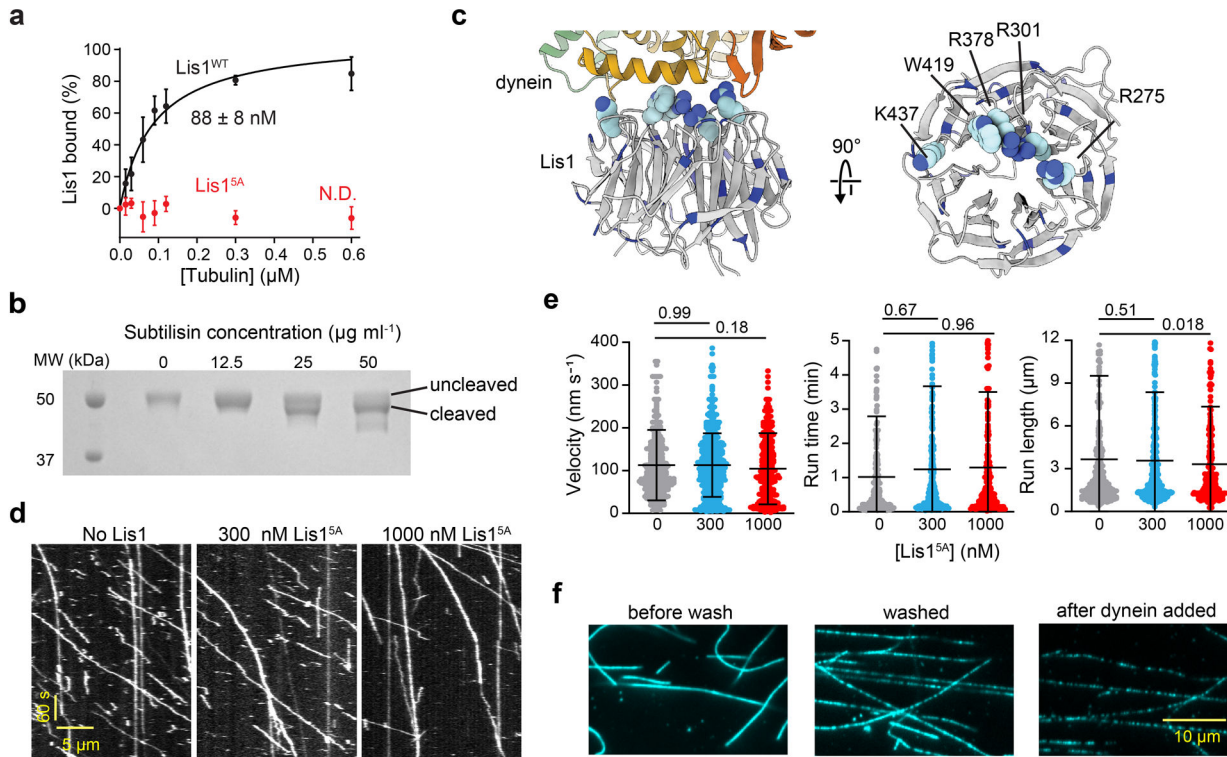 a
Lis1ᵂᵀ
88 ± 8 nM
Lis1⁵ᴬ
N.D.
Lis1 bound (%)
100
80
60
40
20
0
0.0 0.1 0.2 0.3 0.4 0.5 0.6
[Tubulin] (µM)
b
Subtilisin concentration (µg ml⁻¹)
MW (kDa) 0 12.5 25 50
50
37
uncleaved
cleaved
c
dynein
Lis1
90°
R378 R301
W419
R275
K437
d
No Lis1 300 nM Lis1⁵ᴬ 1000 nM Lis1⁵ᴬ
60 s
5 µm
e
0.99
0.18
Velocity (nm s⁻¹)
400
300
200
100
0
0 300 1000
0.67
0.96
Run time (min)
5
4
3
2
1
0
0 300 1000
0.51
0.018
Run length (µm)
12
9
6
3
0
0 300 1000
[Lis1⁵ᴬ] (nM)
f
before wash washed after dynein added
10 µm